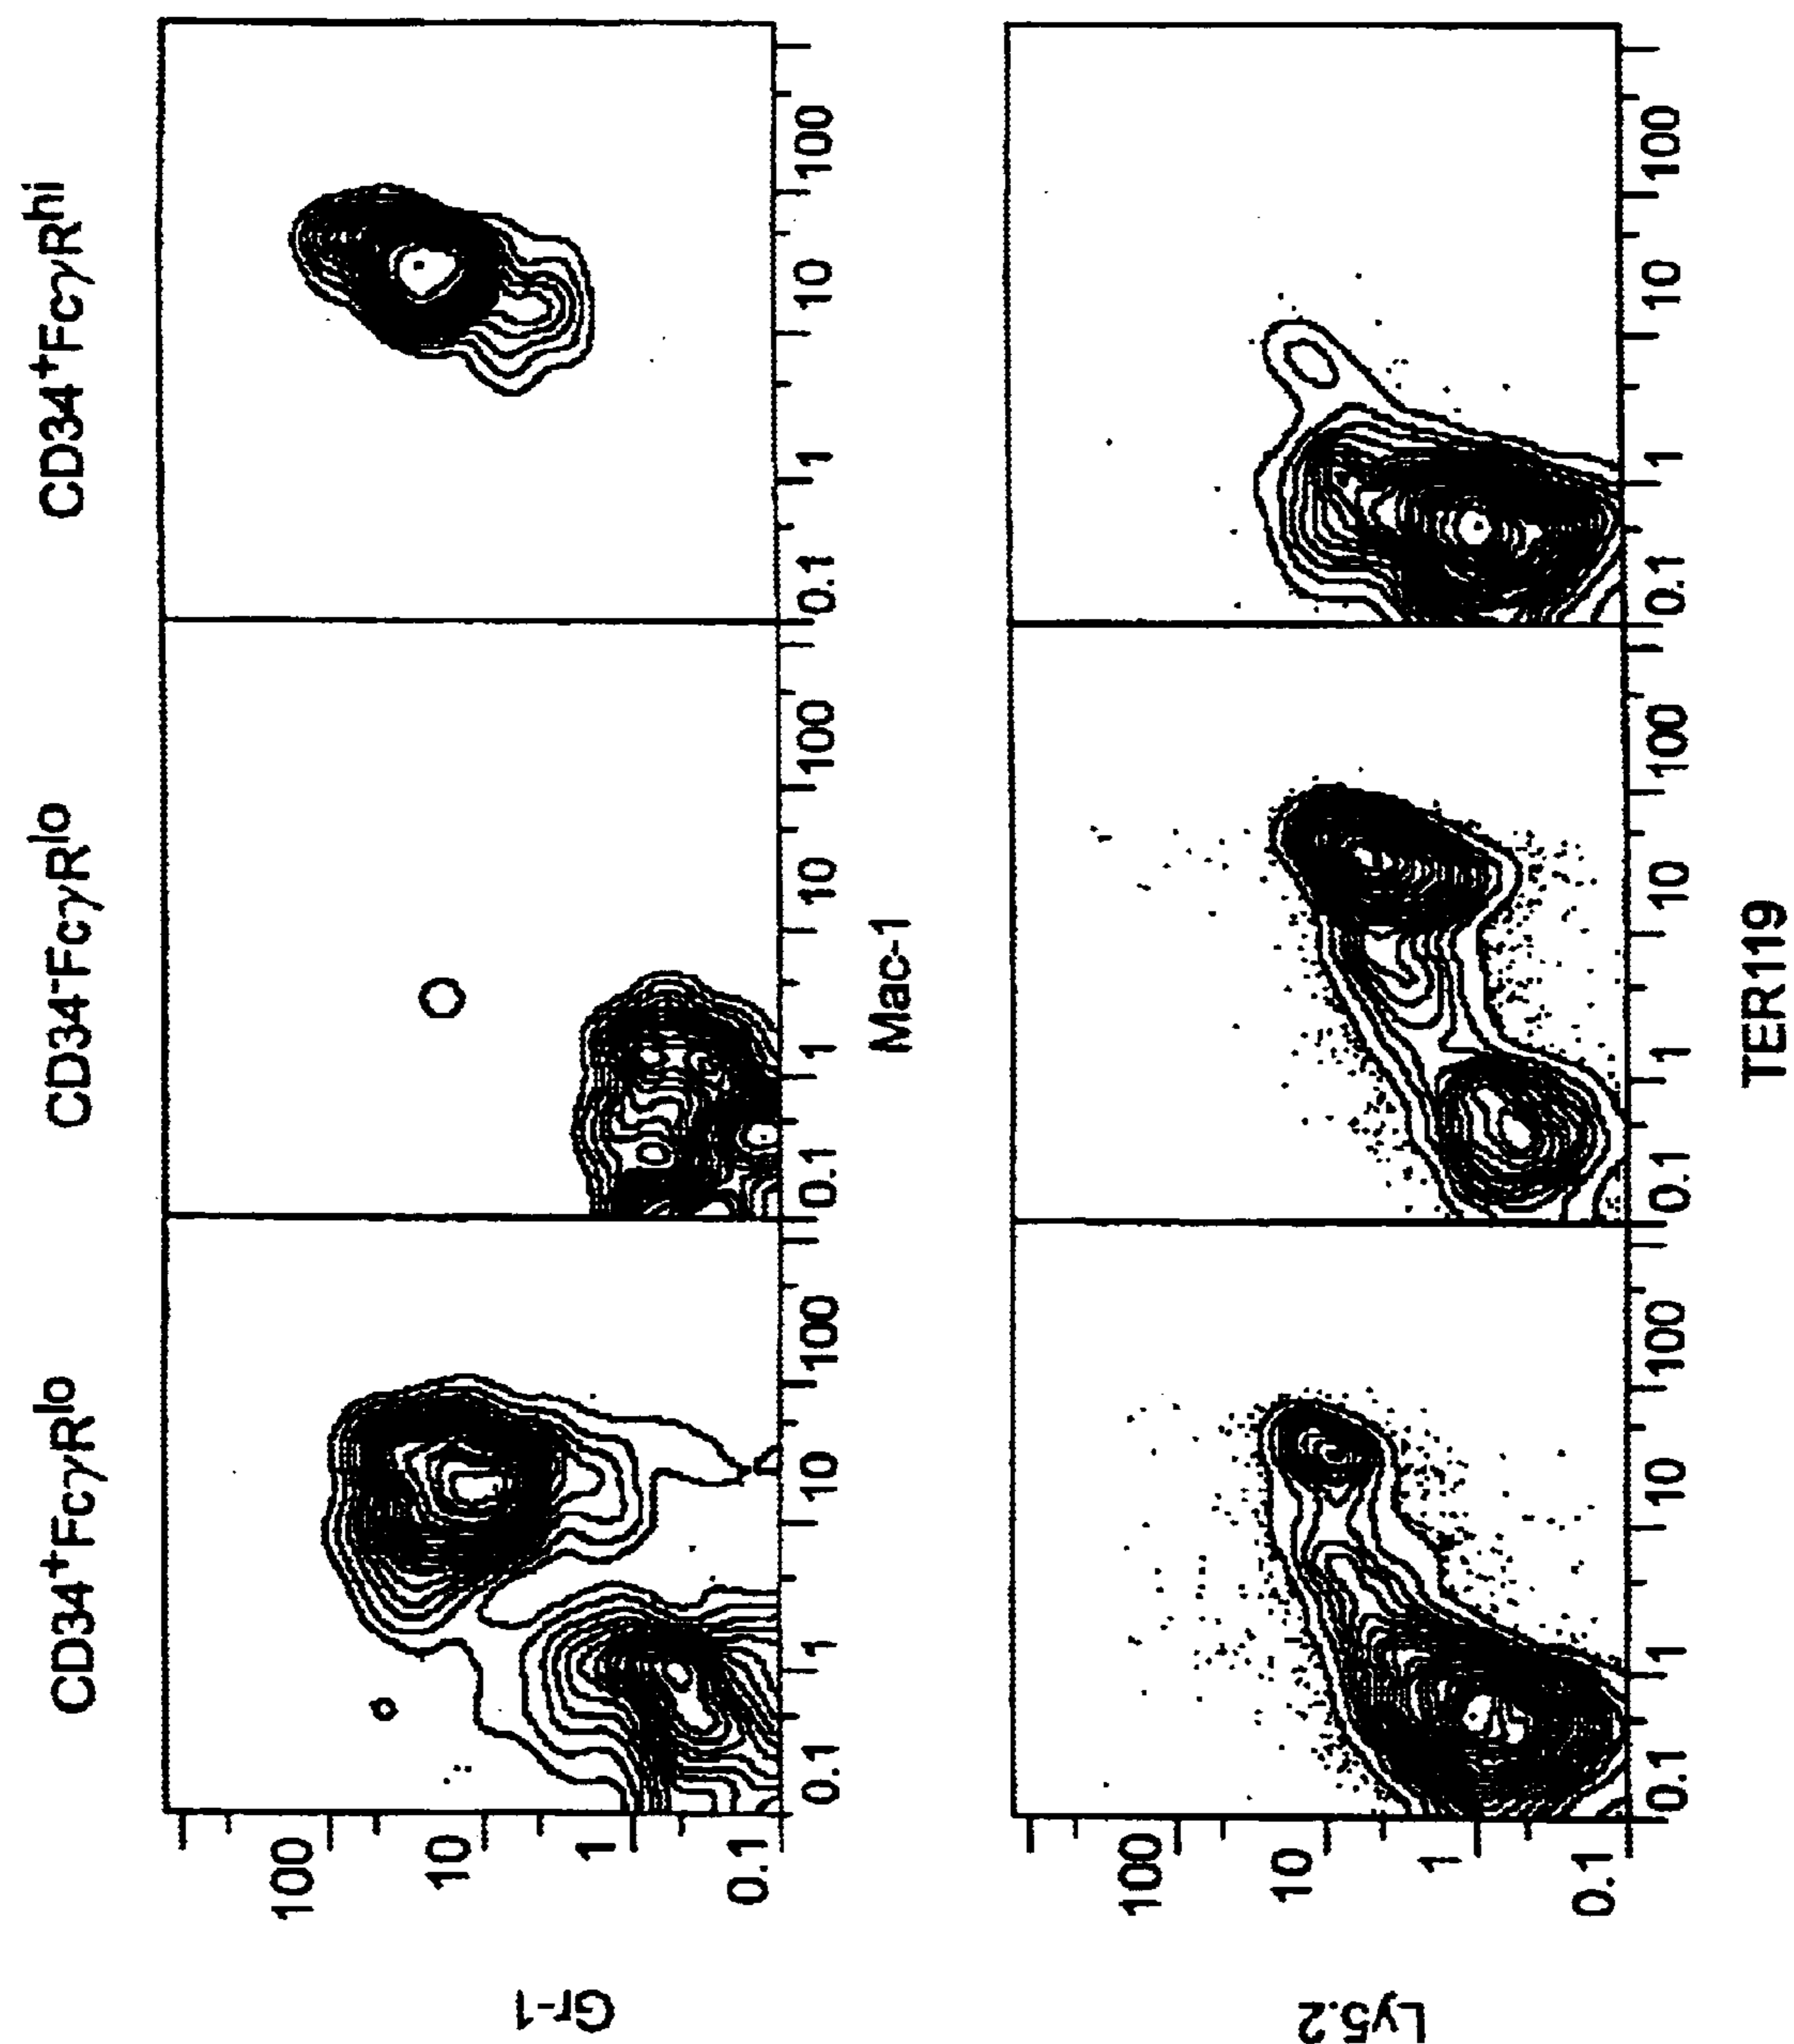 CD34⁺FcγRˡᵒ CD34⁻FcγRˡᵒ CD34⁺FcγRʰⁱ
Gr-1
100
10
1
0.1
0.1 1 10 100 0.1 1 10 100 0.1 1 10 100
Mac-1
Ly5.2
100
10
1
0.1
0.1 1 10 100 0.1 1 10 100 0.1 1 10 100
TER119